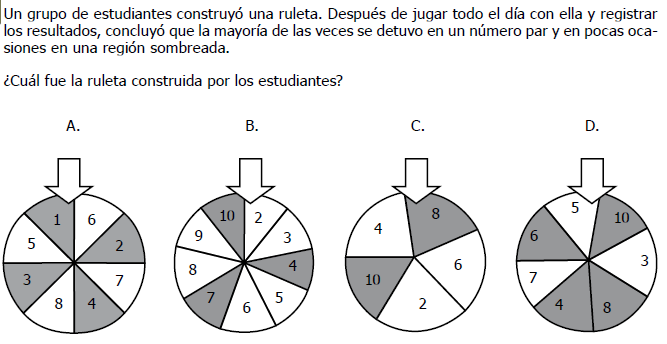 Un grupo de estudiantes construyó una ruleta. Después de jugar todo el día con ella y registrar
los resultados, concluyó que la mayoría de las veces se detuvo en un número par y en pocas oca-
siones en una región sombreada.
¿Cuál fue la ruleta construida por los estudiantes?
A. B. C. D.
1 6 2 7 4 8 3 5
10 2 3 4 5 6 7 8 9
8 6 2 10 4
5 10 3 8 4 7 6